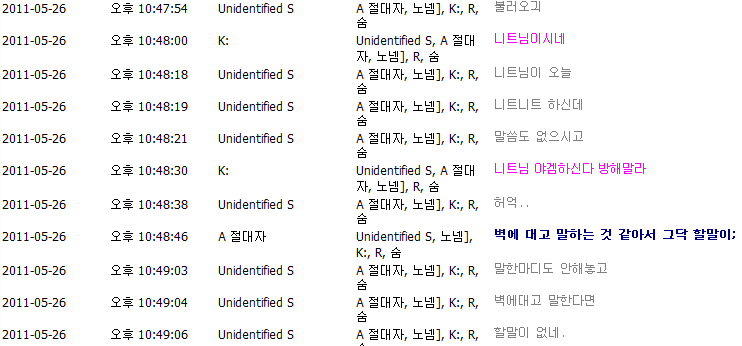 2011-05-26 오후 10:47:54 Unidentified S A 절대자, 노넴], K:, R, 불러오긔
숨
2011-05-26 오후 10:48:00 K: Unidentified S, A 절대 니트님이시네
자, 노넴], R, 숨
2011-05-26 오후 10:48:18 Unidentified S A 절대자, 노넴], K:, R, 니트님이 오늘
숨
2011-05-26 오후 10:48:19 Unidentified S A 절대자, 노넴], K:, R, 니트니트 하신데
숨
2011-05-26 오후 10:48:21 Unidentified S A 절대자, 노넴], K:, R, 말씀도 없으시고
숨
2011-05-26 오후 10:48:30 K: Unidentified S, A 절대 니트님 야겜하신다 방해말라
자, 노넴], R, 숨
2011-05-26 오후 10:48:38 Unidentified S A 절대자, 노넴], K:, R, 허억..
숨
2011-05-26 오후 10:48:46 A 절대자 Unidentified S, 노넴], 벽에 대고 말하는 것 같아서 그닥 할말이
K:, R, 숨
2011-05-26 오후 10:49:03 Unidentified S A 절대자, 노넴], K:, R, 말한마디도 안해놓고
숨
2011-05-26 오후 10:49:04 Unidentified S A 절대자, 노넴], K:, R, 벽에대고 말한다면
숨
2011-05-26 오후 10:49:06 Unidentified S A 절대자, 노넴], K:, R, 할말이 없네.
숨